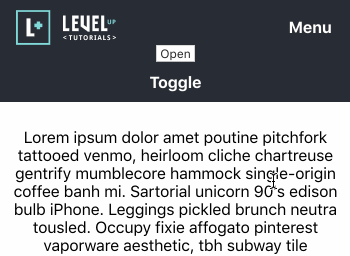 L+ LEVEL UP
<TUTORIALS>
Menu
Open
Toggle
Lorem ipsum dolor amet poutine pitchfork
tattooed venmo, heirloom cliche chartreuse
gentrify mumblecore hammock single-origin
coffee banh mi. Sartorial unicorn 90's edison
bulb iPhone. Leggings pickled brunch neutra
tousled. Occupy fixie affogato pinterest
vaporware aesthetic, tbh subway tile